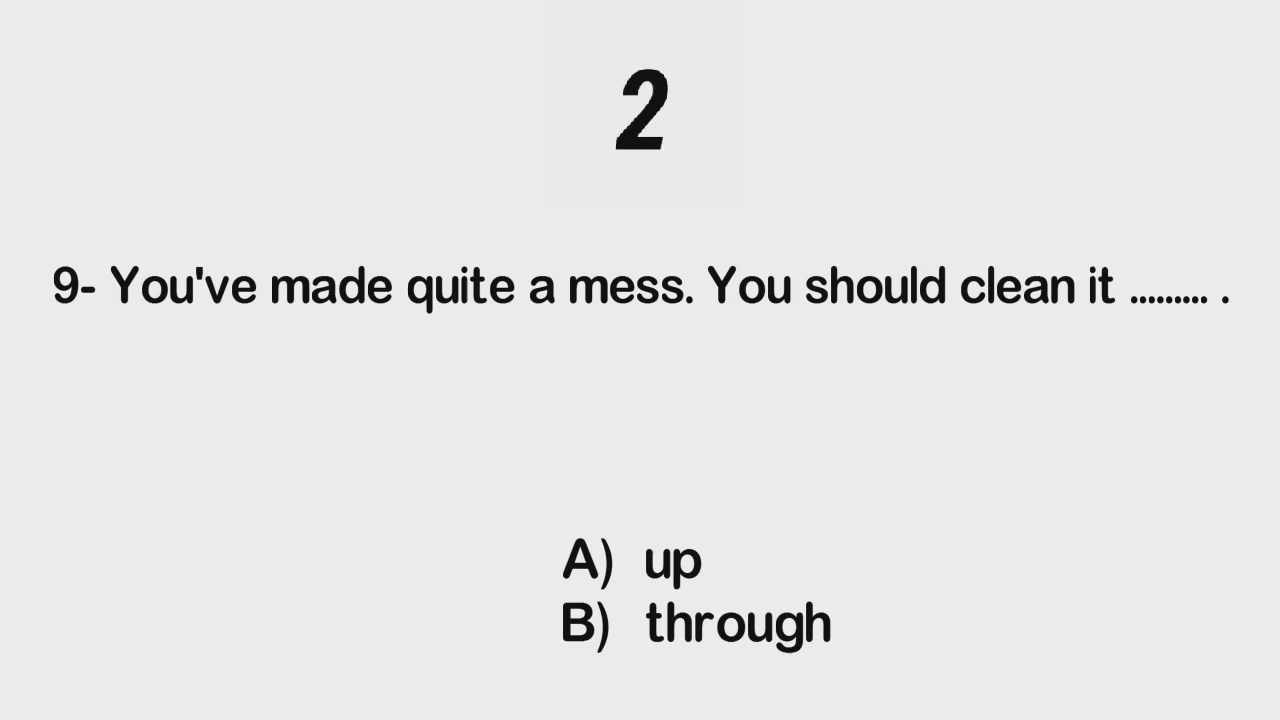 2
9- You've made quite a mess. You should clean it ......... .
A) up
B) through